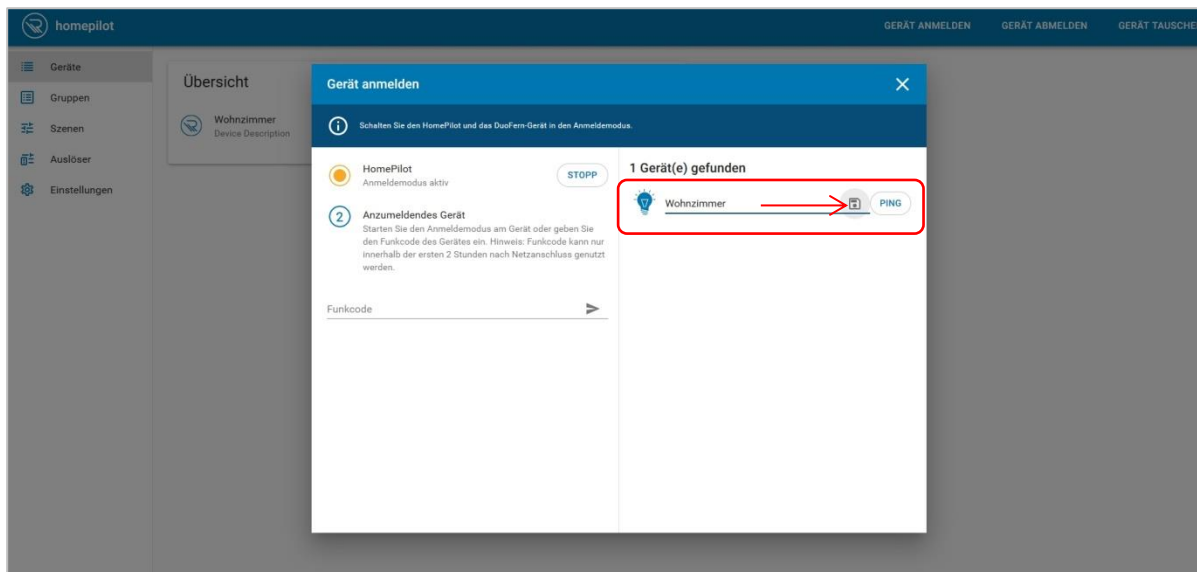 homepilot
GERÄT ANMELDEN
GERÄT ABMELDEN
GERÄT TAUSCHE
Geräte
Gruppen
Szenen
Auslöser
Einstellungen
Übersicht
Wohnzimmer
Device Description
Gerät anmelden
Schalten Sie den HomePilot und das DuoFern-Gerät in den Anmeldemodus.
HomePilot
Anmeldemodus aktiv
STOPP
2
Anzumeldendes Gerät
Starten Sie den Anmeldemodus am Gerät oder geben Sie
den Funkcode des Gerätes ein. Hinweis: Funkcode kann nur
innerhalb der ersten 2 Stunden nach Netzanschluss genutzt
werden.
Funkcode
1 Gerät(e) gefunden
Wohnzimmer
PING